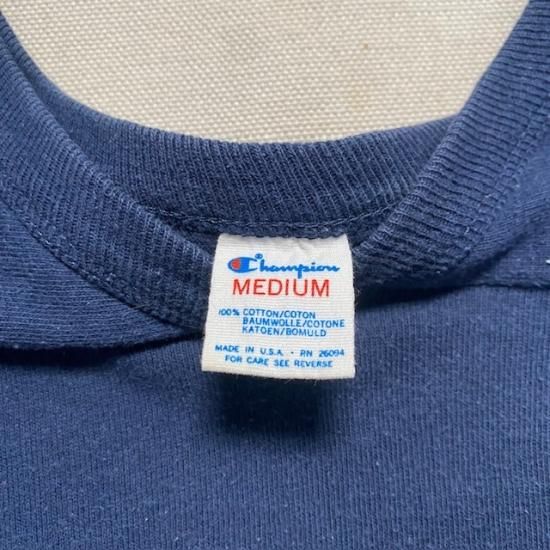 Champion®
MEDIUM
100% COTTON/COTON
BAUMWOLLE/COTONE
KATOEN/BOMULD
MADE IN U.S.A. • RN 26094
FOR CARE SEE REVERSE